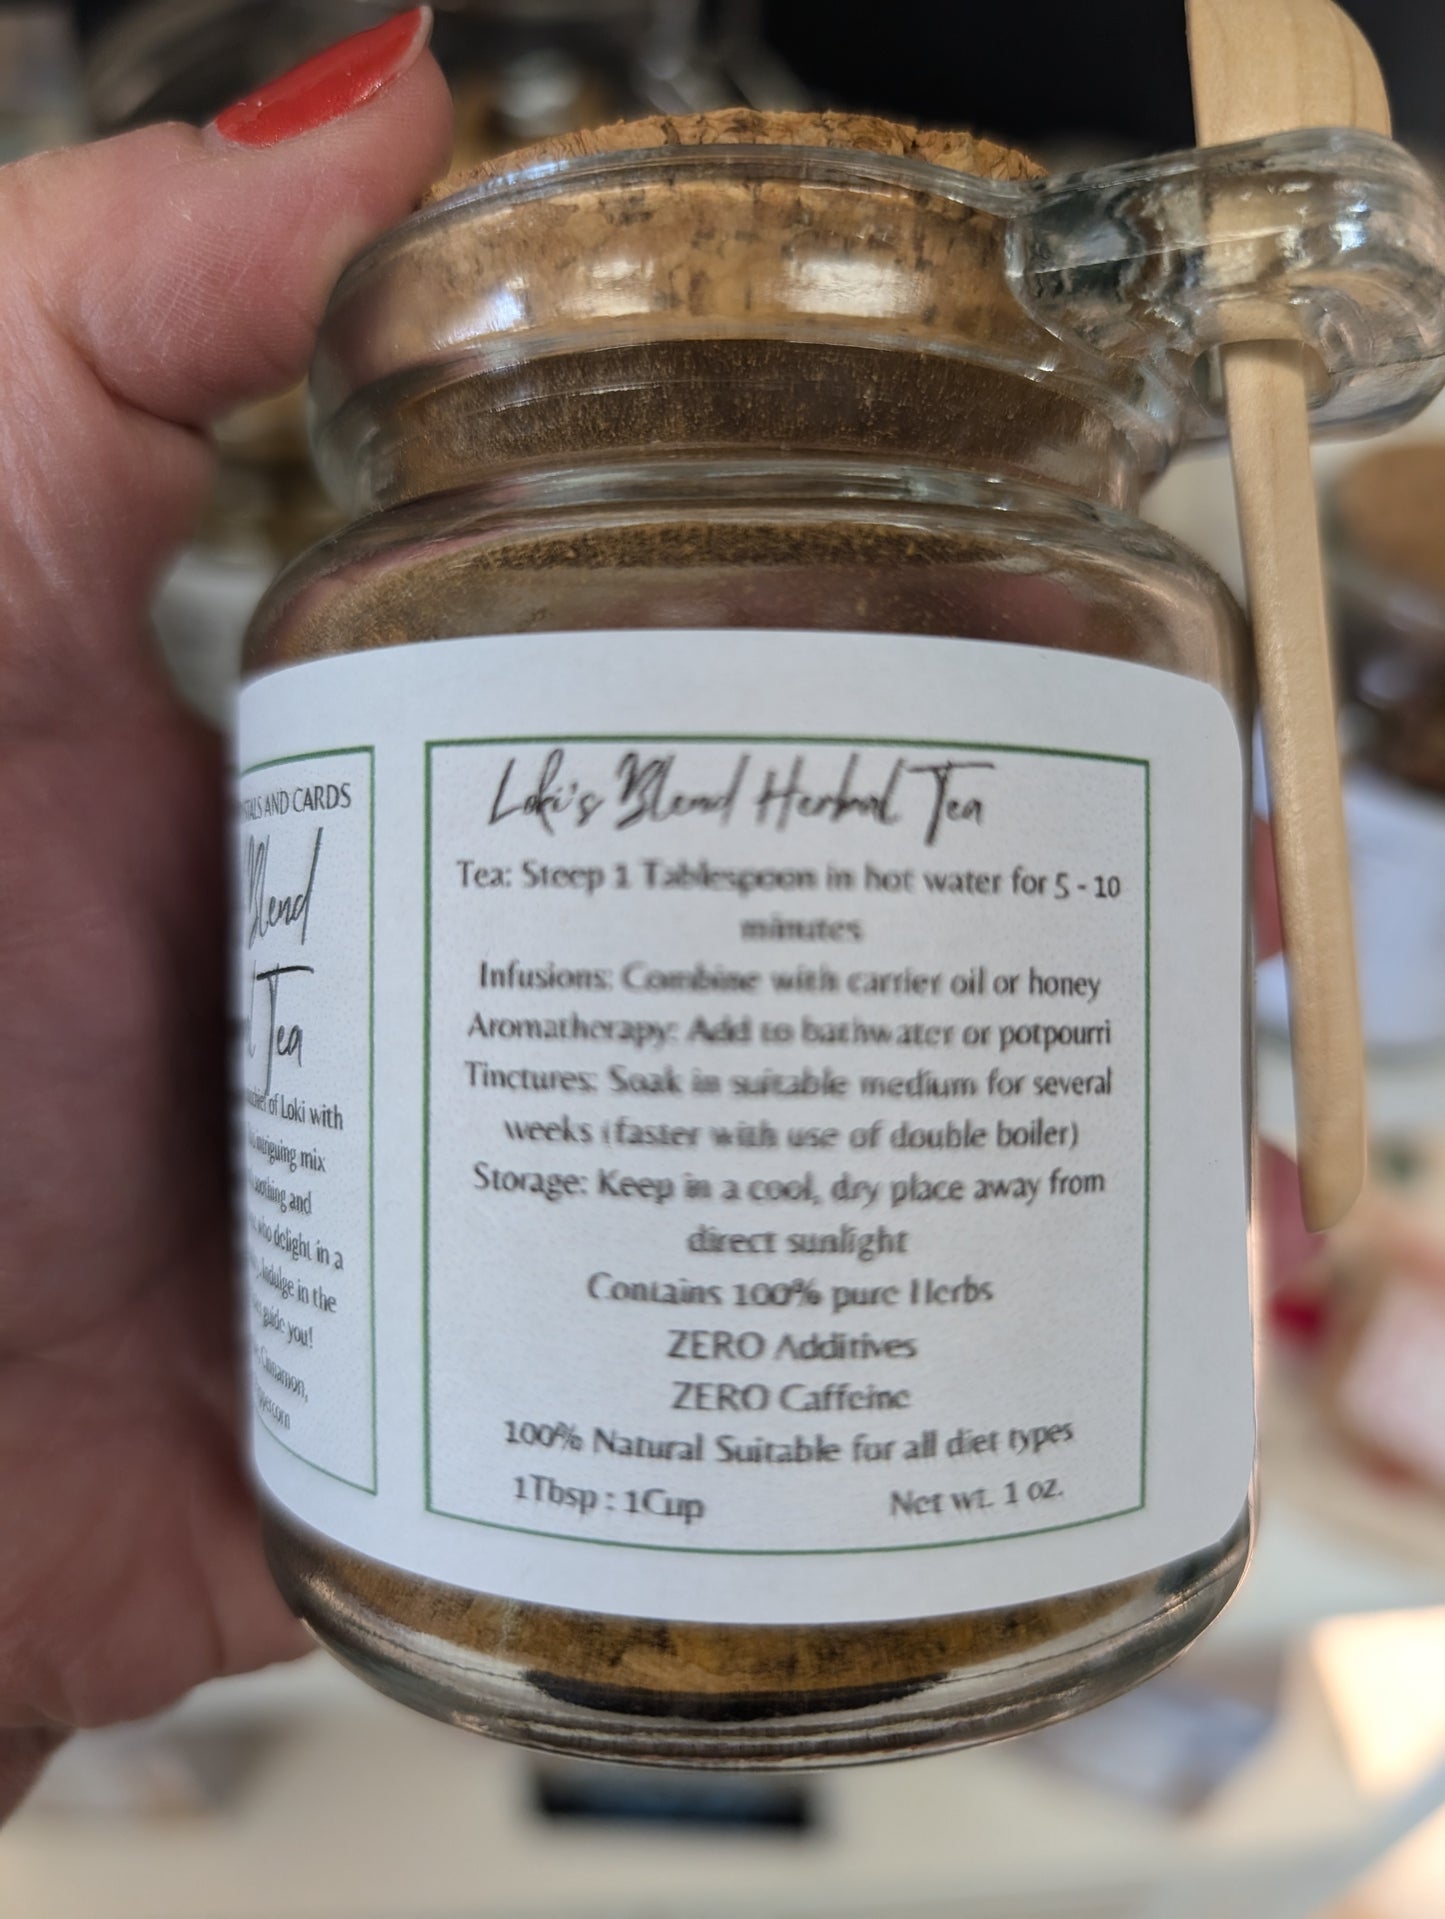 AND CARDS
Blend
Tea
of Loki with
mix
and
who delight in a
Indulge in the
guide you!
Cinnamon,
Loki's Blend Herbal Tea
Tea: Steep 1 Tablespoon in hot water for 5 - 10
minutes
Infusions: Combine with carrier oil or honey
Aromatherapy: Add to bathwater or potpourri
Tinctures: Soak in suitable medium for several
weeks (faster with use of double boiler)
Storage: Keep in a cool, dry place away from
direct sunlight
Contains 100% pure Herbs
ZERO Additives
ZERO Caffeine
100% Natural Suitable for all diet types
1Tbsp : 1Cup Net wt. 1 oz.